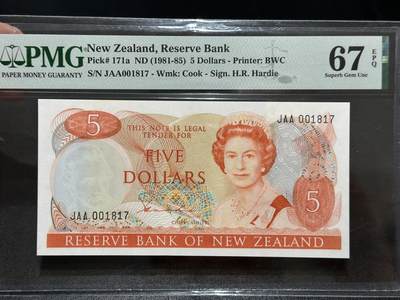 PMG
PAPER MONEY GUARANTY
New Zealand, Reserve Bank
Pick# 171a ND (1981-85) 5 Dollars - Printer: BWC
S/N JAA001817 - Wmk: Cook - Sign. H.R. Hardie
67 EPQ
Superb Gem Unc
5
THIS NOTE IS LEGAL
TENDER FOR
JAA 001817
FIVE
DOLLARS
5
JAA 001817
RESERVE BANK OF NEW ZEALAND